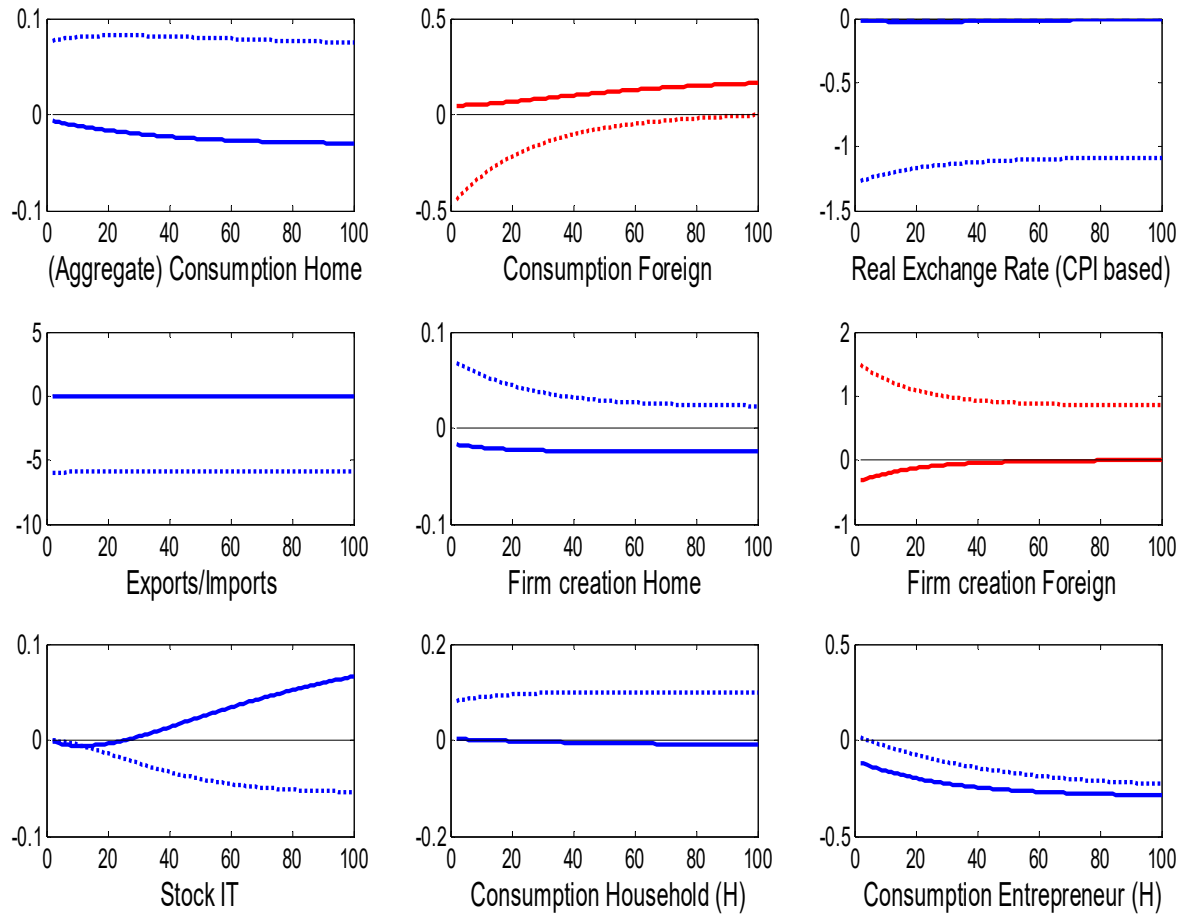 0.1
0
-0.1
0 20 40 60 80 100
(Aggregate) Consumption Home
0.5
0
-0.5
0 20 40 60 80 100
Consumption Foreign
0
-0.5
-1
-1.5
0 20 40 60 80 100
Real Exchange Rate (CPI based)
5
0
-5
-10
0 20 40 60 80 100
Exports/Imports
0.1
0
-0.1
0 20 40 60 80 100
Firm creation Home
2
1
0
-1
0 20 40 60 80 100
Firm creation Foreign
0.1
0
-0.1
0 20 40 60 80 100
Stock IT
0.2
0
-0.2
0 20 40 60 80 100
Consumption Household (H)
0.5
0
-0.5
0 20 40 60 80 100
Consumption Entrepreneur (H)